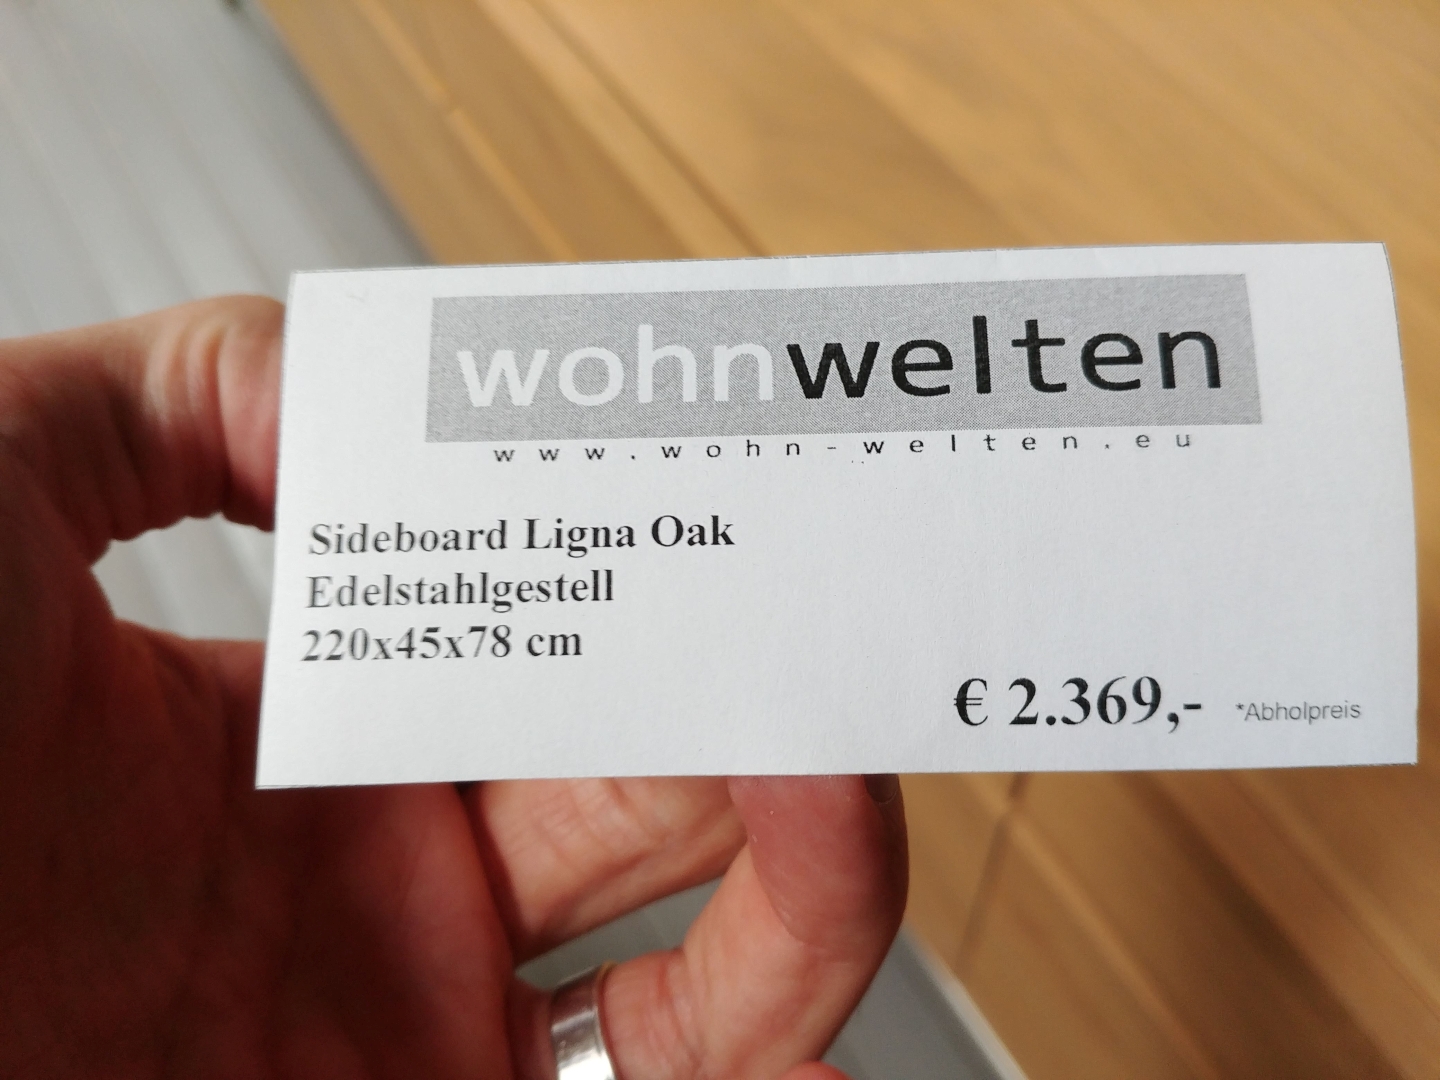 wohnwelten
www.wohn-welten.eu
Sideboard Ligna Oak
Edelstahlgestell
220x45x78 cm
€ 2.369,- *Abholpreis